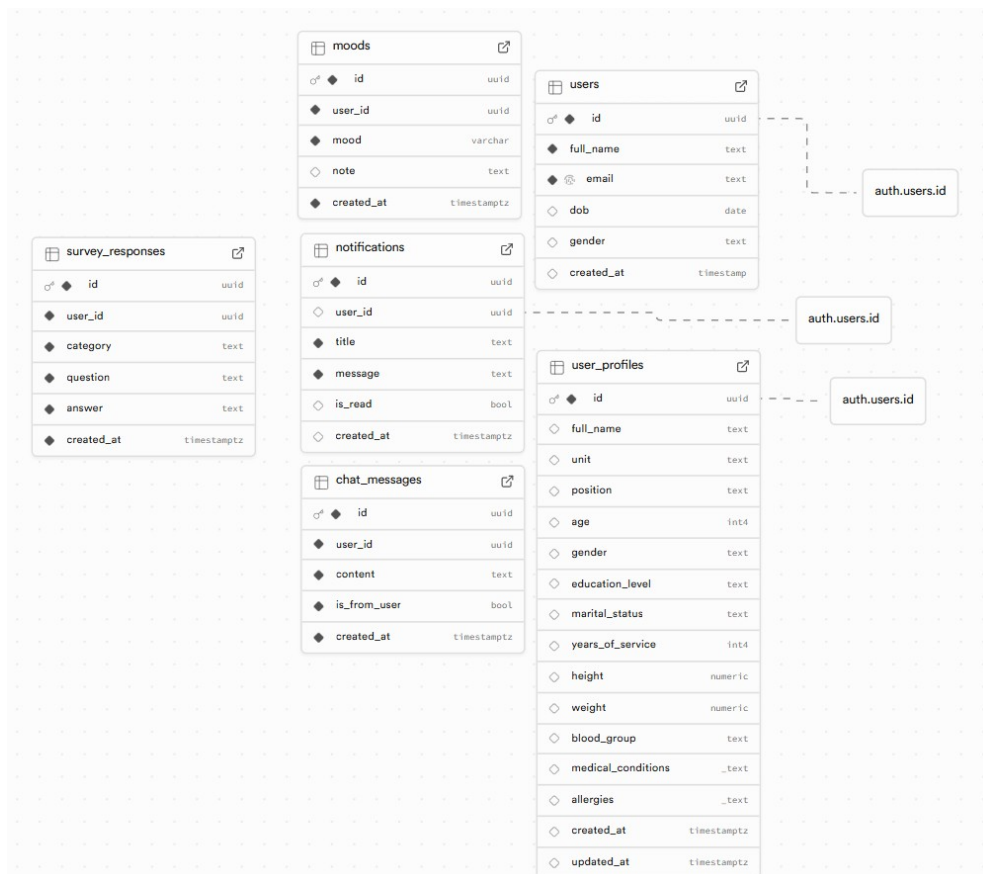 moods
id uuid
user_id uuid
mood varchar
note text
created_at timestamptz
users
id uuid
full_name text
email text
dob date
gender text
created_at timestamp
auth.users.id
survey_responses
id uuid
user_id uuid
category text
question text
answer text
created_at timestamptz
notifications
id uuid
user_id uuid
title text
message text
is_read bool
created_at timestamptz
auth.users.id
user_profiles
id uuid
full_name text
unit text
position text
age int4
gender text
education_level text
marital_status text
years_of_service int4
height numeric
weight numeric
blood_group text
medical_conditions _text
allergies _text
created_at timestamptz
updated_at timestamptz
auth.users.id
chat_messages
id uuid
user_id uuid
content text
is_from_user bool
created_at timestamptz